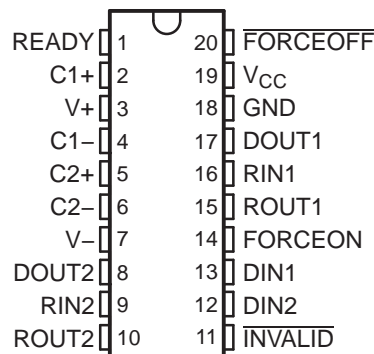 READY 1 20 FORCEOFF
C1+ 2 19 VCC
V+ 3 18 GND
C1− 4 17 DOUT1
C2+ 5 16 RIN1
C2− 6 15 ROUT1
V− 7 14 FORCEON
DOUT2 8 13 DIN1
RIN2 9 12 DIN2
ROUT2 10 11 INVALID